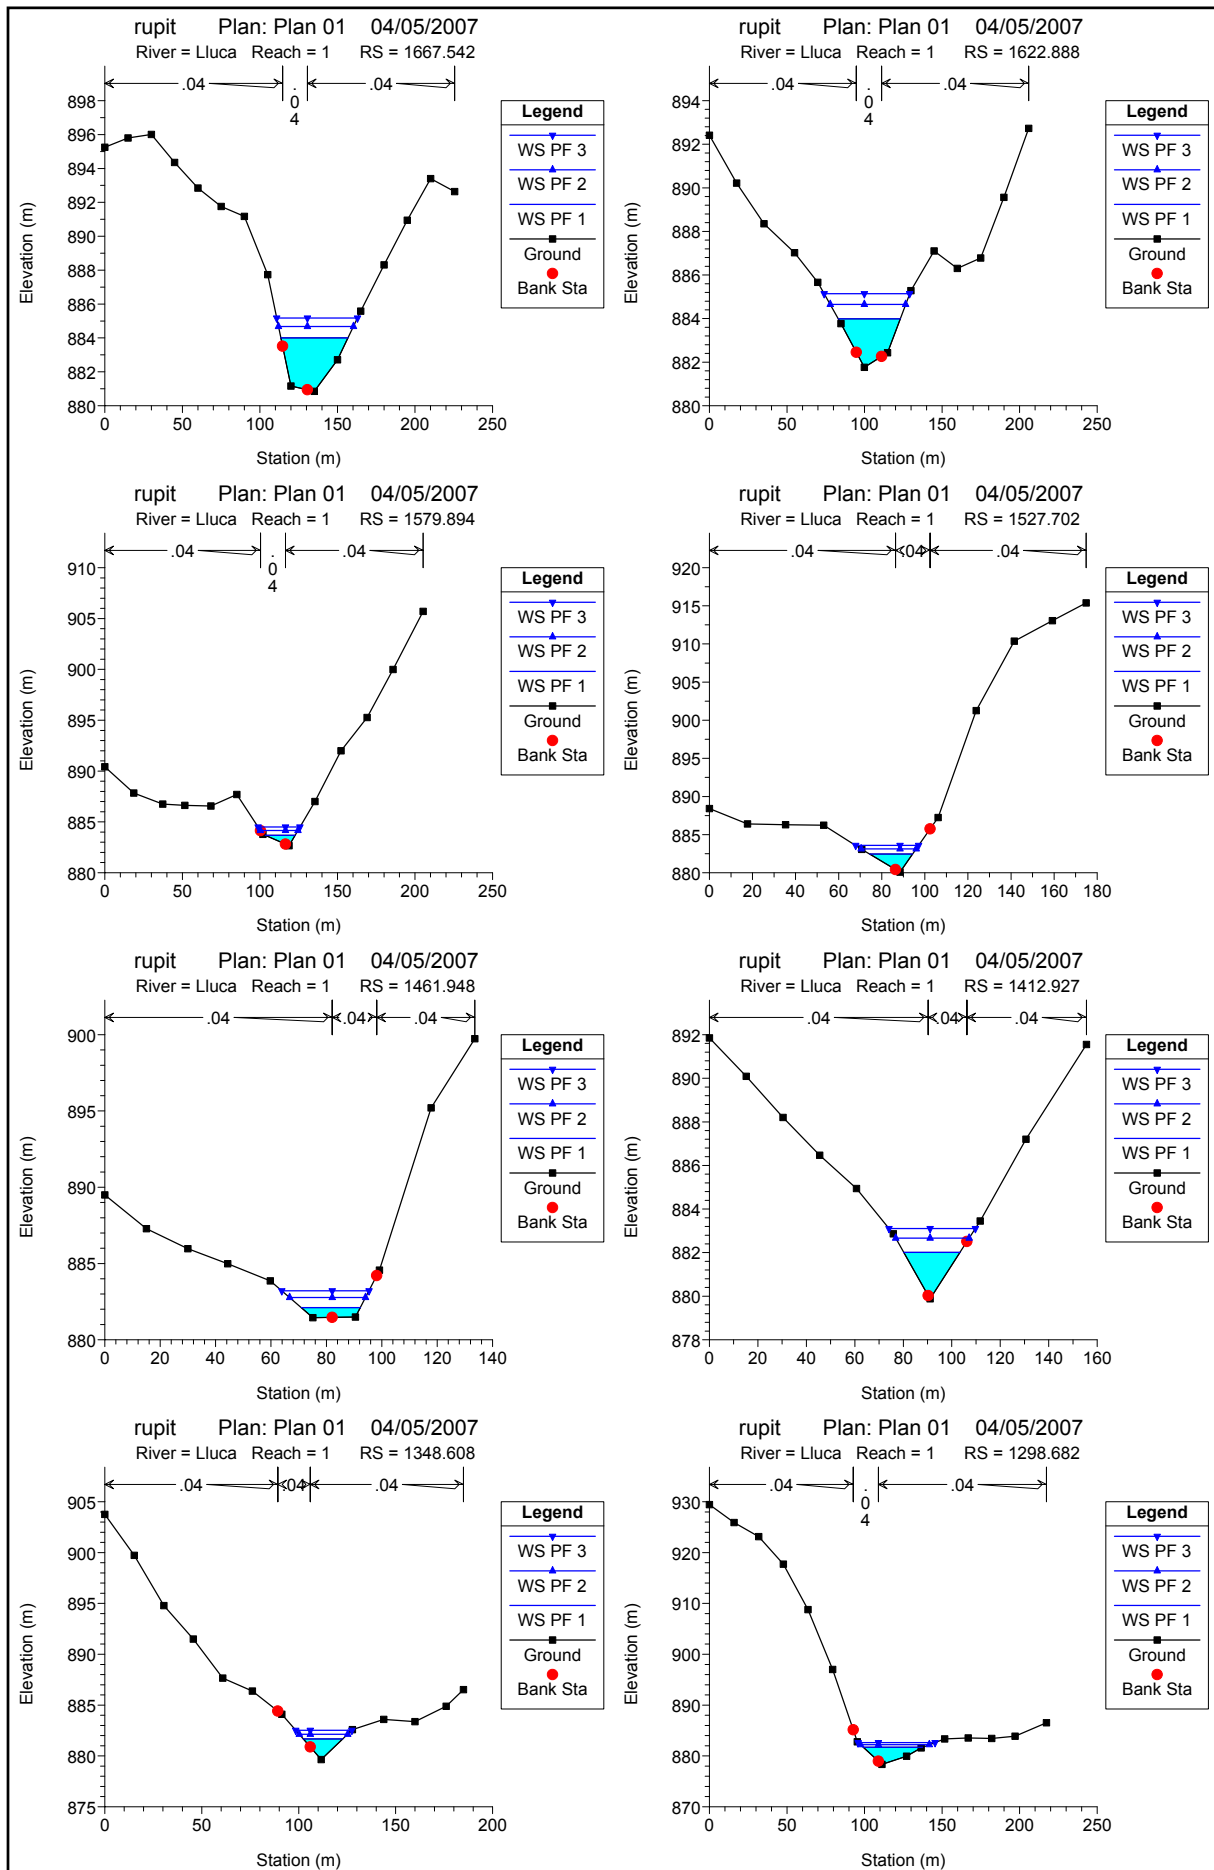 rupit Plan: Plan 01 04/05/2007
River = Lluca Reach = 1 RS = 1667.542
.04 .04 .04
898
896
894
892
890
888
886
884
882
880
0 50 100 150 200 250
Elevation (m)
Station (m)
Legend
WS PF 3
WS PF 2
WS PF 1
Ground
Bank Sta
rupit Plan: Plan 01 04/05/2007
River = Lluca Reach = 1 RS = 1622.888
.04 .04 .04
894
892
890
888
886
884
882
880
0 50 100 150 200 250
Elevation (m)
Station (m)
Legend
WS PF 3
WS PF 2
WS PF 1
Ground
Bank Sta
rupit Plan: Plan 01 04/05/2007
River = Lluca Reach = 1 RS = 1579.894
.04 .04 .04
910
905
900
895
890
885
880
0 50 100 150 200 250
Elevation (m)
Station (m)
Legend
WS PF 3
WS PF 2
WS PF 1
Ground
Bank Sta
rupit Plan: Plan 01 04/05/2007
River = Lluca Reach = 1 RS = 1527.702
.04 .04 .04
920
915
910
905
900
895
890
885
880
0 20 40 60 80 100 120 140 160 180
Elevation (m)
Station (m)
Legend
WS PF 3
WS PF 2
WS PF 1
Ground
Bank Sta
rupit Plan: Plan 01 04/05/2007
River = Lluca Reach = 1 RS = 1461.948
.04 .04 .04
900
895
890
885
880
0 20 40 60 80 100 120 140
Elevation (m)
Station (m)
Legend
WS PF 3
WS PF 2
WS PF 1
Ground
Bank Sta
rupit Plan: Plan 01 04/05/2007
River = Lluca Reach = 1 RS = 1412.927
.04 .04 .04
892
890
888
886
884
882
880
878
0 20 40 60 80 100 120 140 160
Elevation (m)
Station (m)
Legend
WS PF 3
WS PF 2
WS PF 1
Ground
Bank Sta
rupit Plan: Plan 01 04/05/2007
River = Lluca Reach = 1 RS = 1348.608
.04 .04 .04
905
900
895
890
885
880
875
0 50 100 150 200
Elevation (m)
Station (m)
Legend
WS PF 3
WS PF 2
WS PF 1
Ground
Bank Sta
rupit Plan: Plan 01 04/05/2007
River = Lluca Reach = 1 RS = 1298.682
.04 .04 .04
930
920
910
900
890
880
870
0 50 100 150 200 250
Elevation (m)
Station (m)
Legend
WS PF 3
WS PF 2
WS PF 1
Ground
Bank Sta